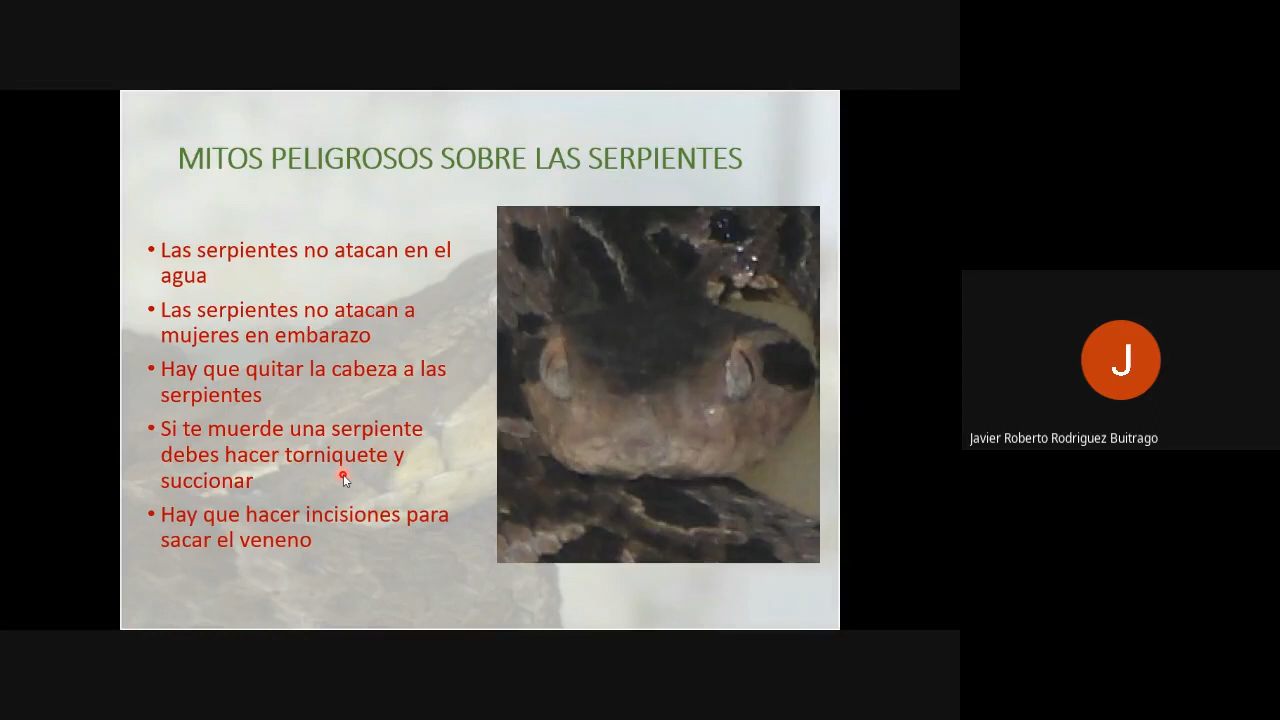 MITOS PELIGROSOS SOBRE LAS SERPIENTES
• Las serpientes no atacan en el
agua
• Las serpientes no atacan a
mujeres en embarazo
• Hay que quitar la cabeza a las
serpientes
• Si te muerde una serpiente
debes hacer torniquete y
succionar
• Hay que hacer incisiones para
sacar el veneno
J
Javier Roberto Rodriguez Buitrago